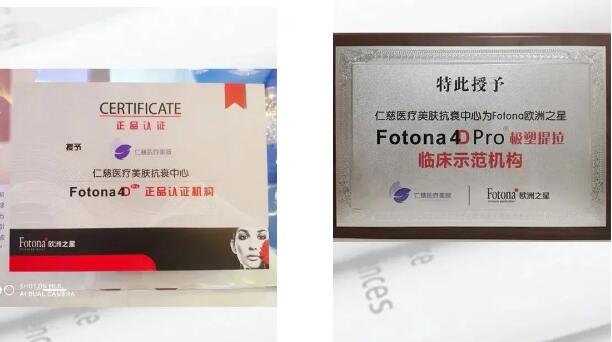 CERTIFICATE
正品认证
授予
仁慈医疗美肤抗衰中心
Fotona4D Pro 正品认证机构
Fotona 欧洲之星
SHOT ON MI 8
AI DUAL CAMERA
特此授予
仁慈医疗美肤抗衰中心为Fotona欧洲之星
Fotona 4D Pro 极塑提拉
临床示范机构
Fotona 欧洲之星
ences